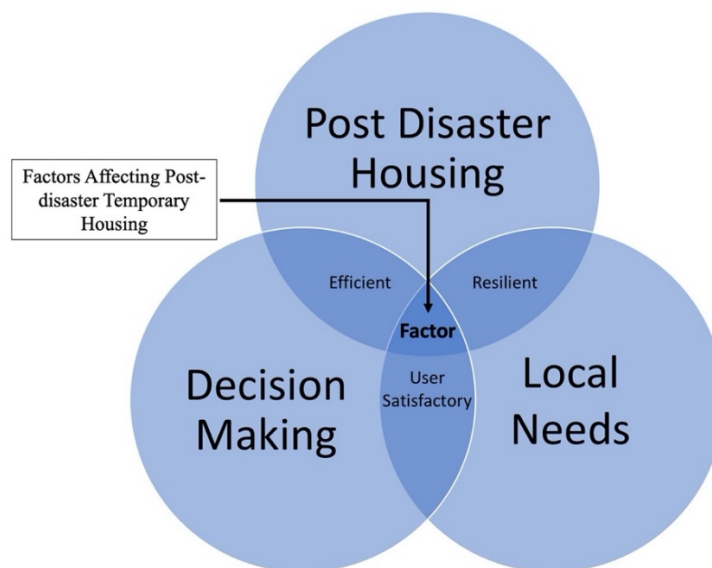 Post Disaster
Housing
Factors Affecting Post-
disaster Temporary
Housing
Efficient
Resilient
Factor
User
Satisfactory
Decision
Making
Local
Needs